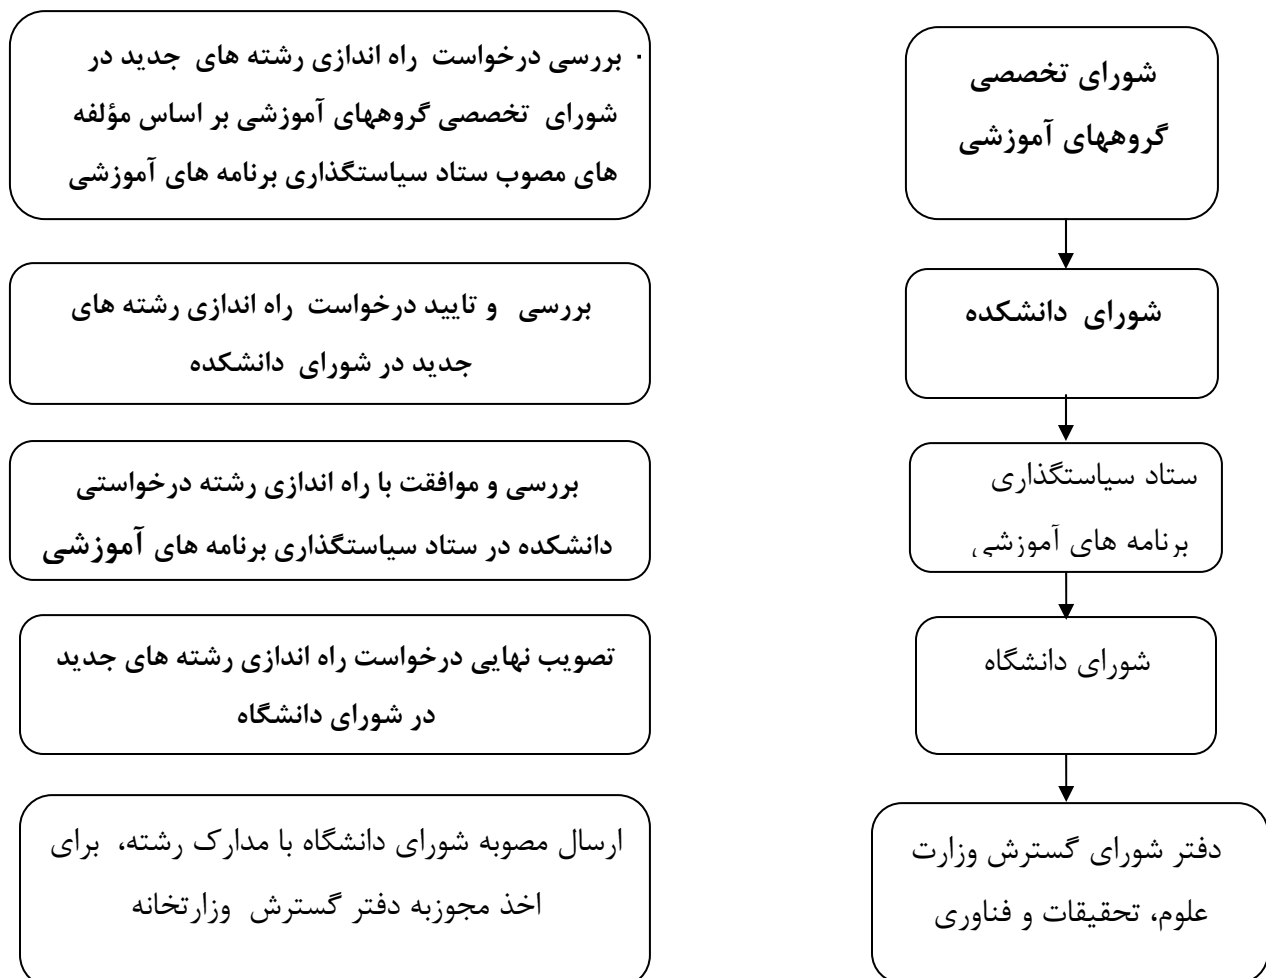 شورای تخصصی
گروههای آموزشی
· بررسی درخواست راه اندازی رشته های جدید در
شورای تخصصی گروههای آموزشی بر اساس مؤلفه
های مصوب ستاد سیاستگذاری برنامه های آموزشی
شورای دانشکده
بررسی و تایید درخواست راه اندازی رشته های
جدید در شورای دانشکده
ستاد سیاستگذاری
برنامه های آموزشی
بررسی و موافقت با راه اندازی رشته درخواستی
دانشکده در ستاد سیاستگذاری برنامه های آموزشی
شورای دانشگاه
تصویب نهایی درخواست راه اندازی رشته های جدید
در شورای دانشگاه
دفتر شورای گسترش وزارت
علوم، تحقیقات و فناوری
ارسال مصوبه شورای دانشگاه با مدارک رشته، برای
اخذ مجوزبه دفتر گسترش وزارتخانه